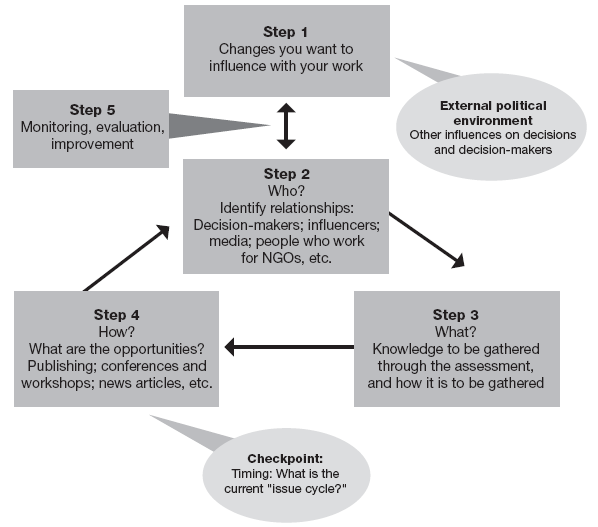 Step 1
Changes you want to
influence with your work
Step 5
Monitoring, evaluation,
improvement
External political
environment
Other influences on decisions
and decision-makers
Step 2
Who?
Identify relationships:
Decision-makers; influencers;
media; people who work
for NGOs, etc.
Step 4
How?
What are the opportunities?
Publishing; conferences and
workshops; news articles, etc.
Step 3
What?
Knowledge to be gathered
through the assessment,
and how it is to be gathered
Checkpoint:
Timing: What is the
current "issue cycle?"